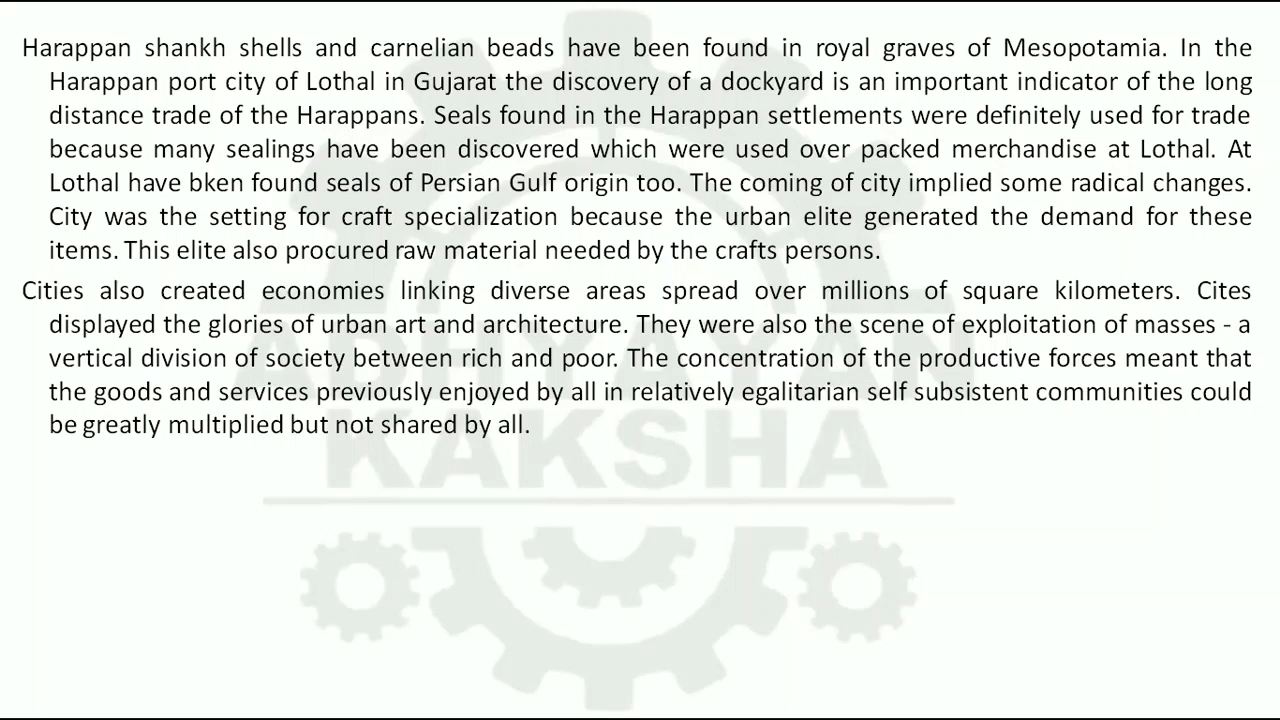 Harappan shankh shells and carnelian beads have been found in royal graves of Mesopotamia. In the
Harappan port city of Lothal in Gujarat the discovery of a dockyard is an important indicator of the long
distance trade of the Harappans. Seals found in the Harappan settlements were definitely used for trade
because many sealings have been discovered which were used over packed merchandise at Lothal. At
Lothal have bken found seals of Persian Gulf origin too. The coming of city implied some radical changes.
City was the setting for craft specialization because the urban elite generated the demand for these
items. This elite also procured raw material needed by the crafts persons.
Cities also created economies linking diverse areas spread over millions of square kilometers. Cites
displayed the glories of urban art and architecture. They were also the scene of exploitation of masses - a
vertical division of society between rich and poor. The concentration of the productive forces meant that
the goods and services previously enjoyed by all in relatively egalitarian self subsistent communities could
be greatly multiplied but not shared by all.
ADHYAYAN
KAKSHA